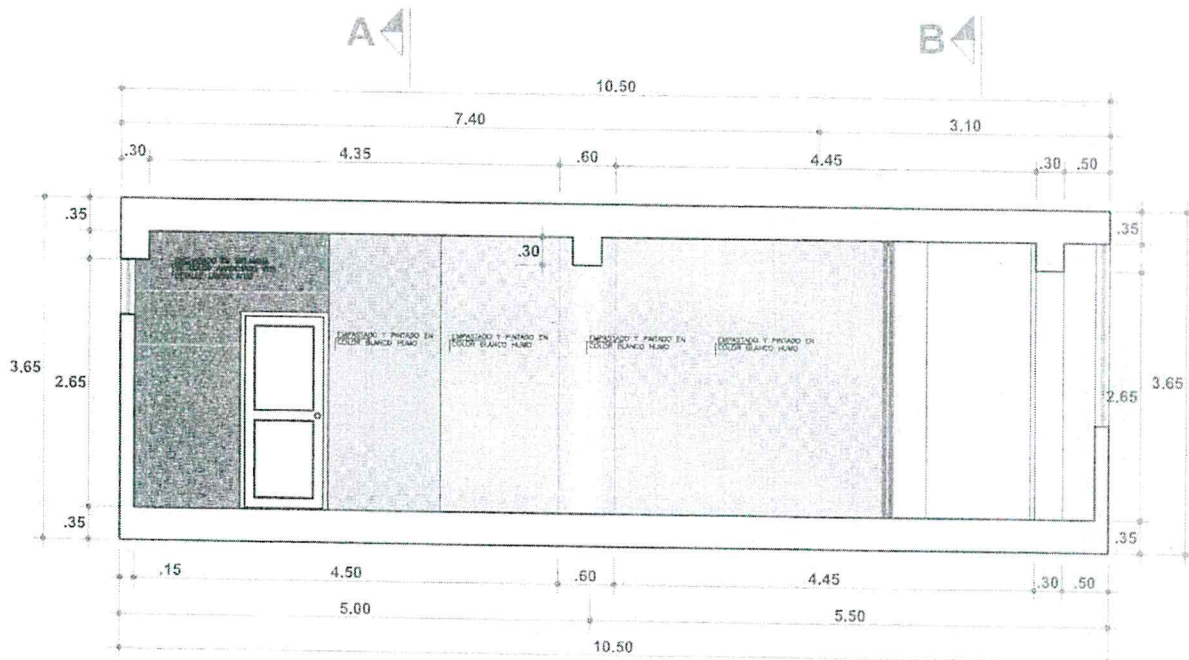 A B
10.50
7.40 3.10
.30 4.35 .60 4.45 .30 .50
.35 .35
.30
EMPASTADO Y PINTADO EN
COLOR BLANCO HUMO
EMPASTADO Y PINTADO EN
COLOR BLANCO HUMO
EMPASTADO Y PINTADO EN
COLOR BLANCO HUMO
EMPASTADO Y PINTADO EN
COLOR BLANCO HUMO
3.65 2.65 2.65 3.65
.35 .35
.15 4.50 .60 4.45 .30 .50
5.00 5.50
10.50